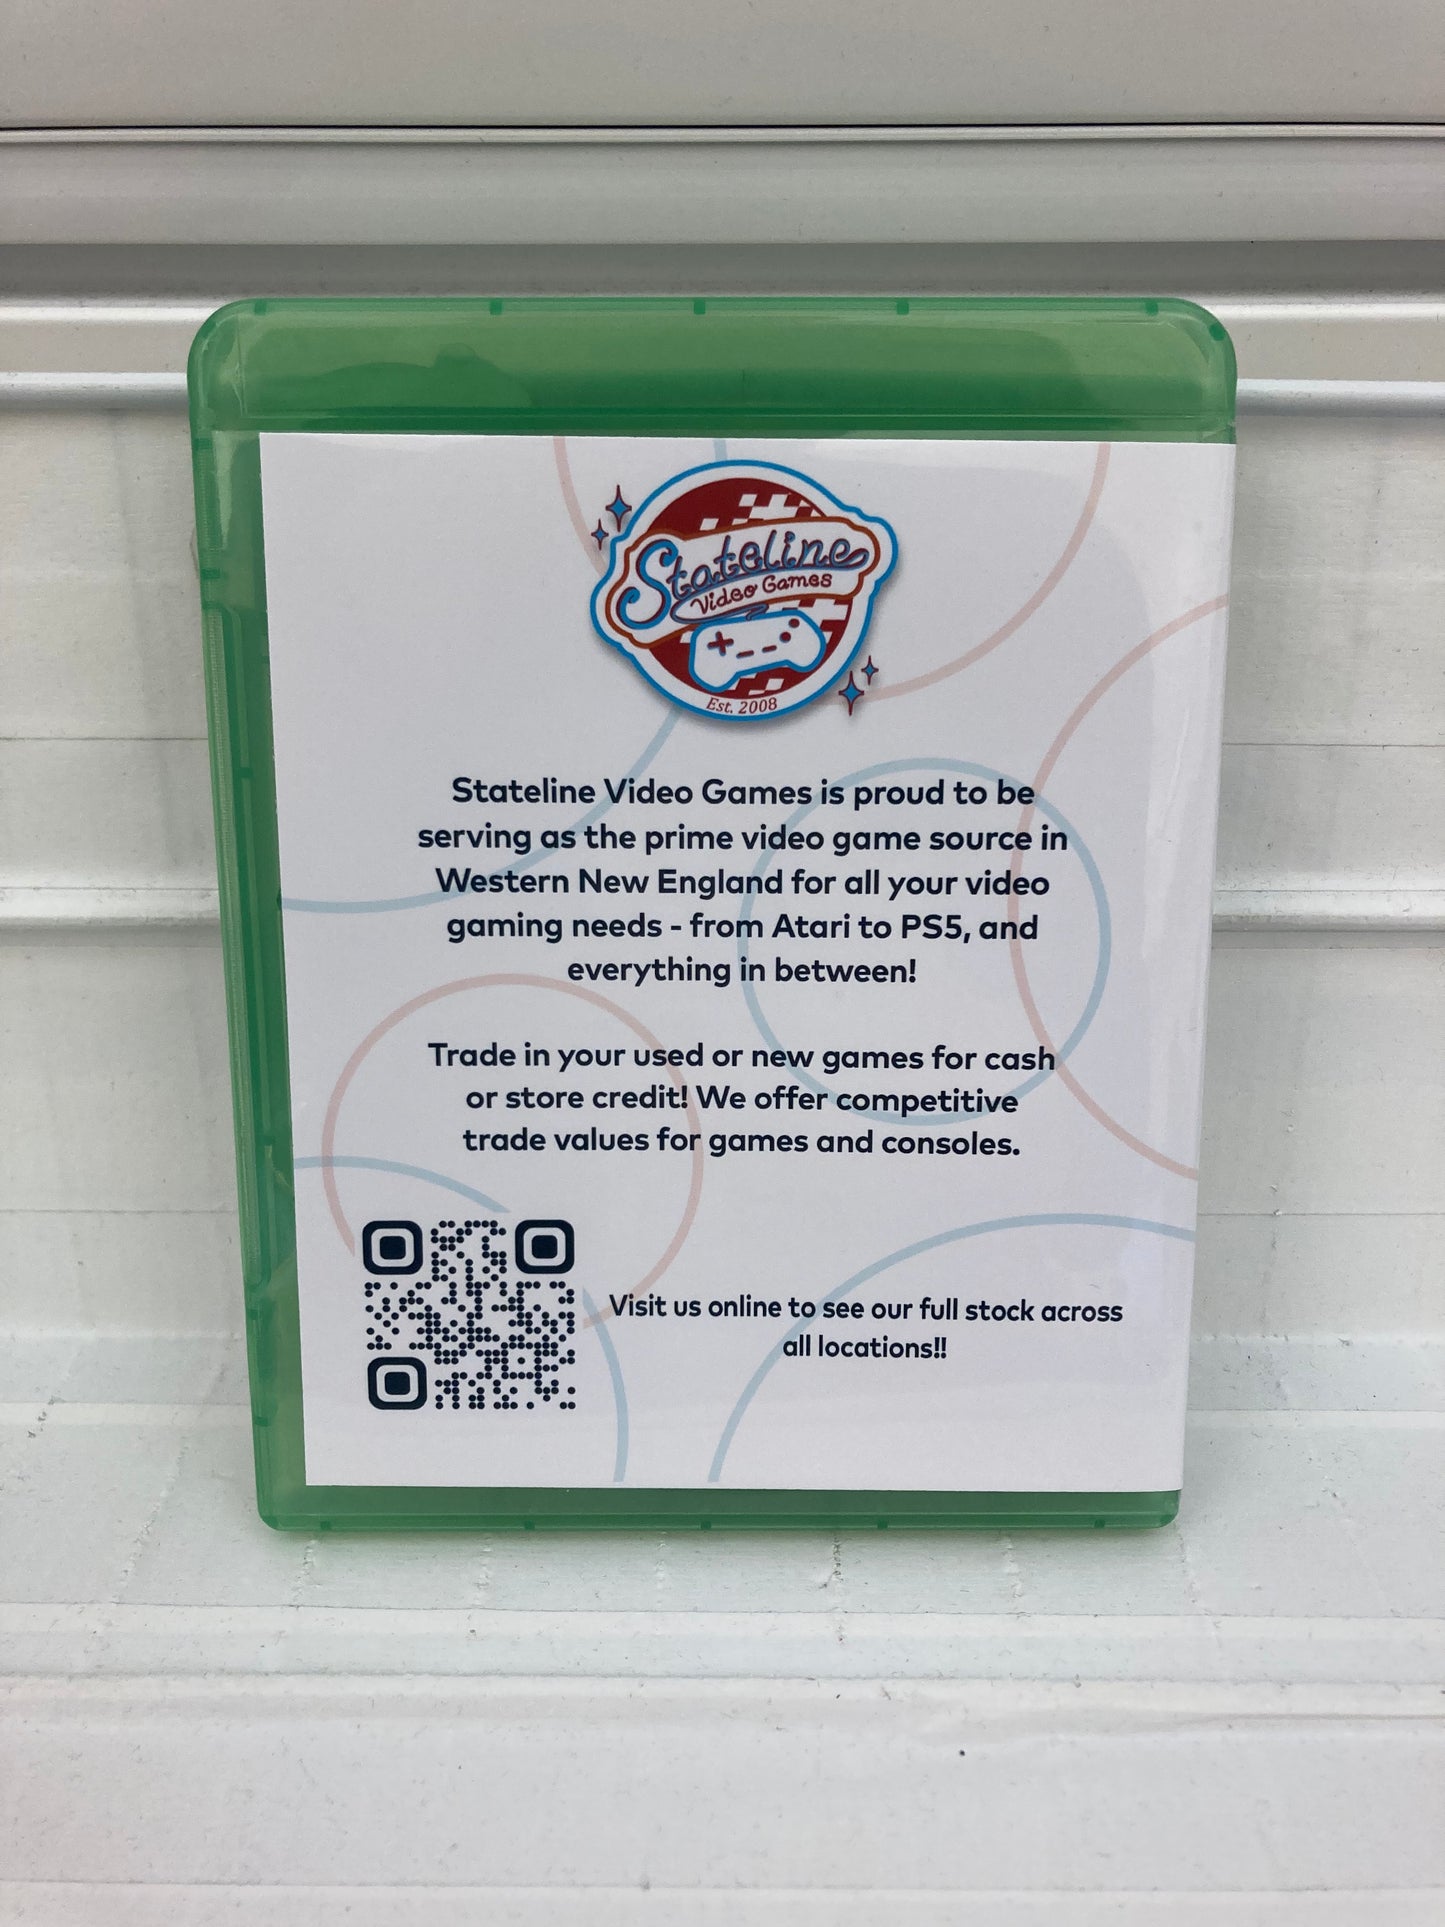 Stateline
Video Games
Est. 2008
Stateline Video Games is proud to be
serving as the prime video game source in
Western New England for all your video
gaming needs - from Atari to PS5, and
everything in between!
Trade in your used or new games for cash
or store credit! We offer competitive
trade values for games and consoles.
Visit us online to see our full stock across
all locations!!